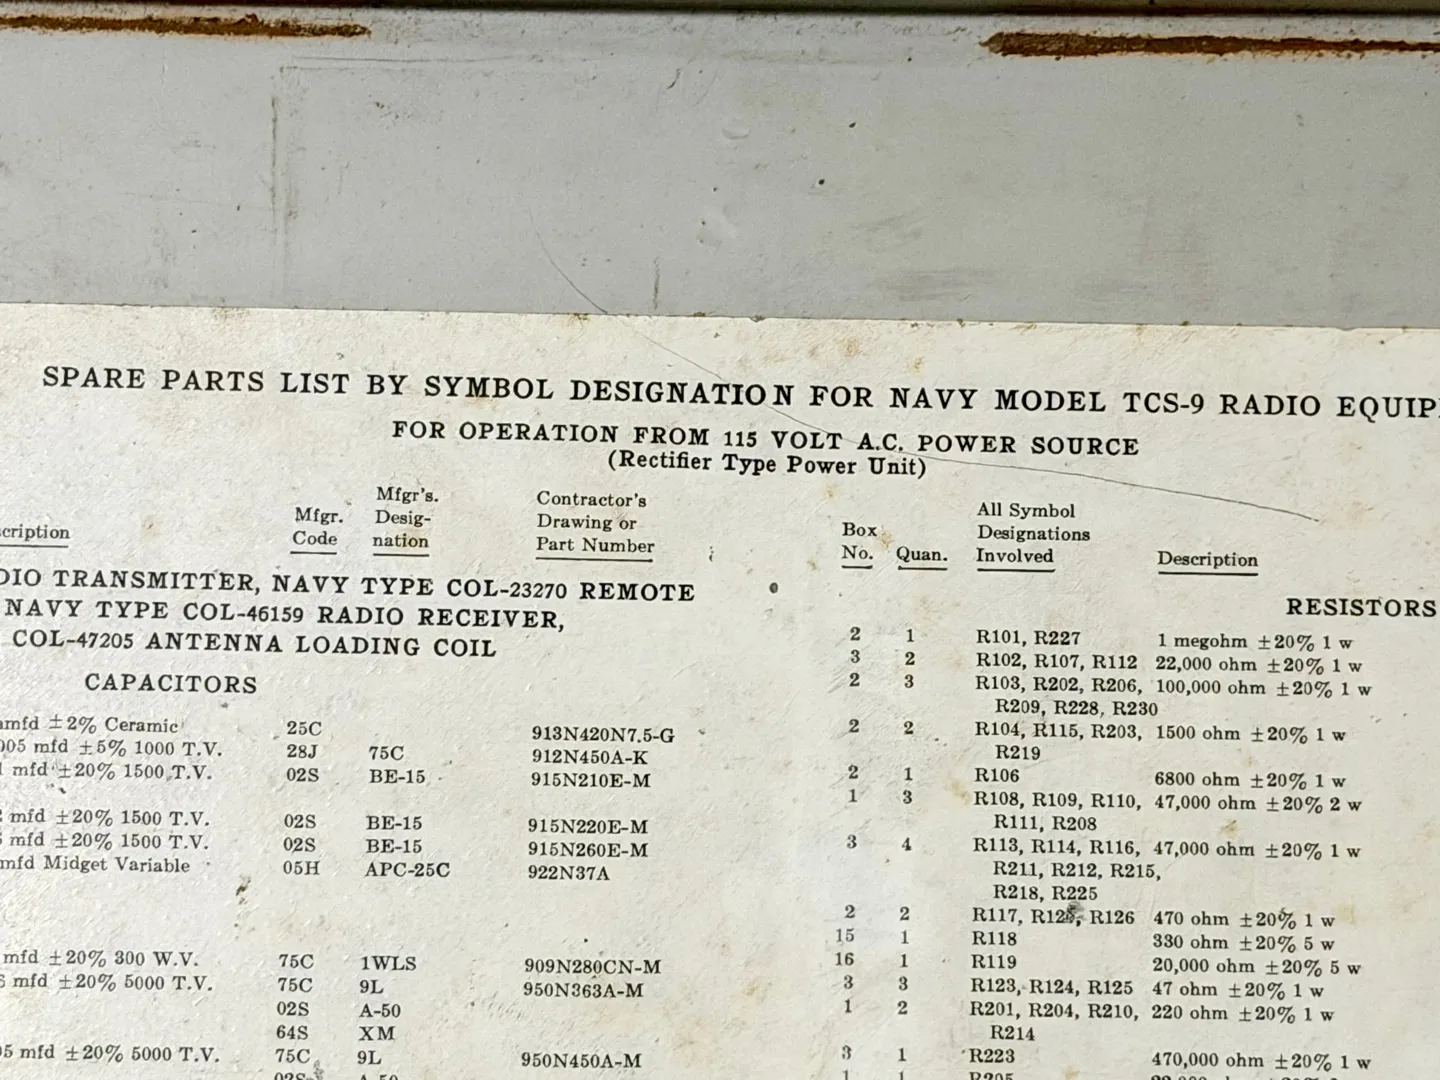 SPARE PARTS LIST BY SYMBOL DESIGNATION FOR NAVY MODEL TCS-9 RADIO EQUIP
FOR OPERATION FROM 115 VOLT A.C. POWER SOURCE
(Rectifier Type Power Unit)
cription Mfgr. Code Mfgr's. Desig- nation Contractor's Drawing or Part Number
DIO TRANSMITTER, NAVY TYPE COL-23270 REMOTE
NAVY TYPE COL-46159 RADIO RECEIVER,
COL-47205 ANTENNA LOADING COIL
CAPACITORS
mmfd ±2% Ceramic 25C 913N420N7.5-G
005 mfd ±5% 1000 T.V. 28J 75C 912N450A-K
1 mfd ±20% 1500 T.V. 02S BE-15 915N210E-M
mfd ±20% 1500 T.V. 02S BE-15 915N220E-M
mfd ±20% 1500 T.V. 02S BE-15 915N260E-M
mfd Midget Variable 05H APC-25C 922N37A
mfd ±20% 300 W.V. 75C 1WLS 909N280CN-M
mfd ±20% 5000 T.V. 75C 9L 950N363A-M
02S A-50
64S XM
05 mfd ±20% 5000 T.V. 75C 9L 950N450A-M
02S A-50
Box No. Quan. All Symbol Designations Involved Description
RESISTORS
2 1 R101, R227 1 megohm ±20% 1 w
3 2 R102, R107, R112 22,000 ohm ±20% 1 w
2 3 R103, R202, R206, 100,000 ohm ±20% 1 w
R209, R228, R230
2 2 R104, R115, R203, 1500 ohm ±20% 1 w
R219
2 1 R106 6800 ohm ±20% 1 w
1 3 R108, R109, R110, 47,000 ohm ±20% 2 w
R111, R208
3 4 R113, R114, R116, 47,000 ohm ±20% 1 w
R211, R212, R215,
R218, R225
2 2 R117, R126 470 ohm ±20% 1 w
15 1 R118 330 ohm ±20% 5 w
16 1 R119 20,000 ohm ±20% 5 w
3 3 R123, R124, R125 47 ohm ±20% 1 w
1 2 R201, R204, R210, 220 ohm ±20% 1 w
R214
3 1 R223 470,000 ohm ±20% 1 w
1 1 R205